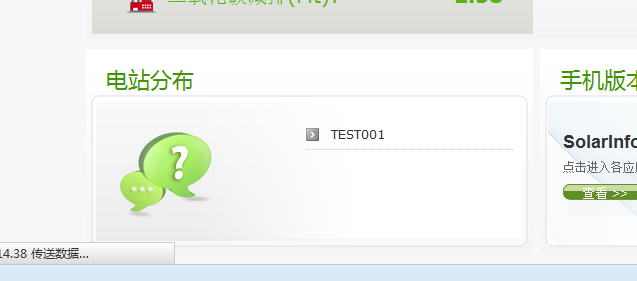 电站分布
手机版本
TEST001
SolarInfo
点击进入各应
查看 >>
14.38 传送数据...